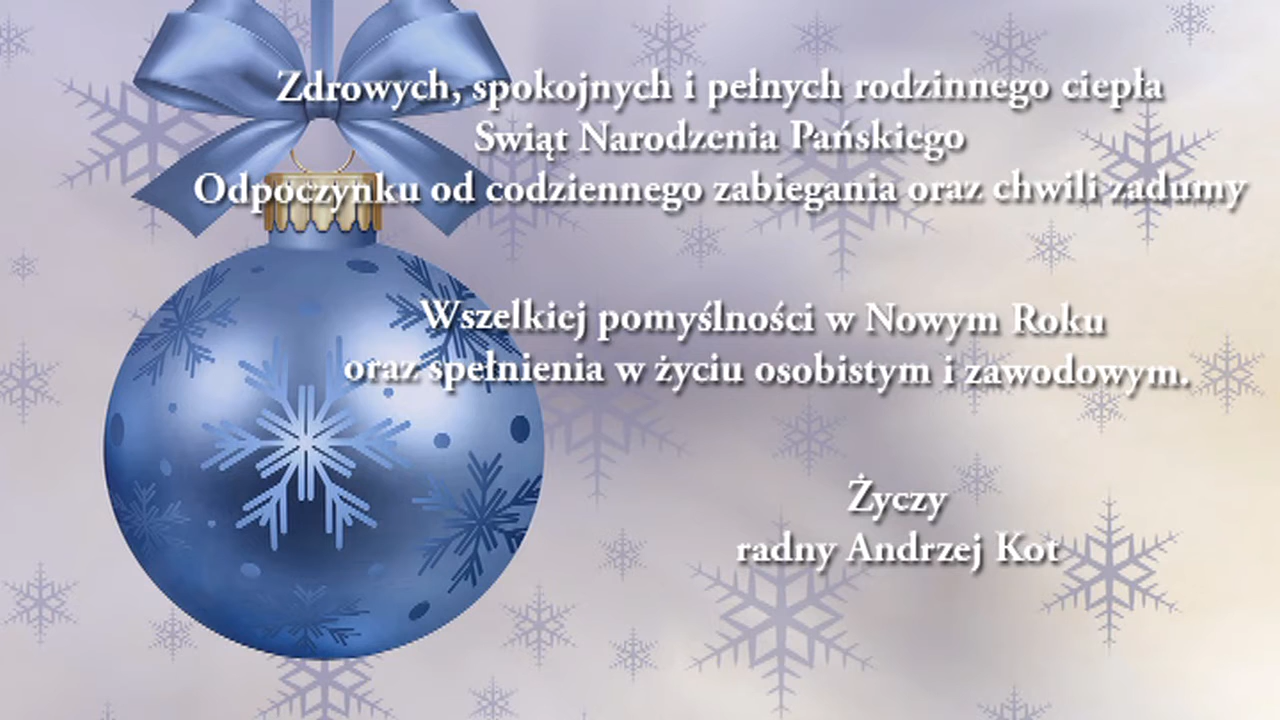 Zdrowych, spokojnych i pełnych rodzinnego ciepła
Swiąt Narodzenia Pańskiego
Odpoczynku od codziennego zabiegania oraz chwili zadumy
Wszelkiej pomyślności w Nowym Roku
oraz spełnienia w życiu osobistym i zawodowym.
Życzy
radny Andrzej Kot